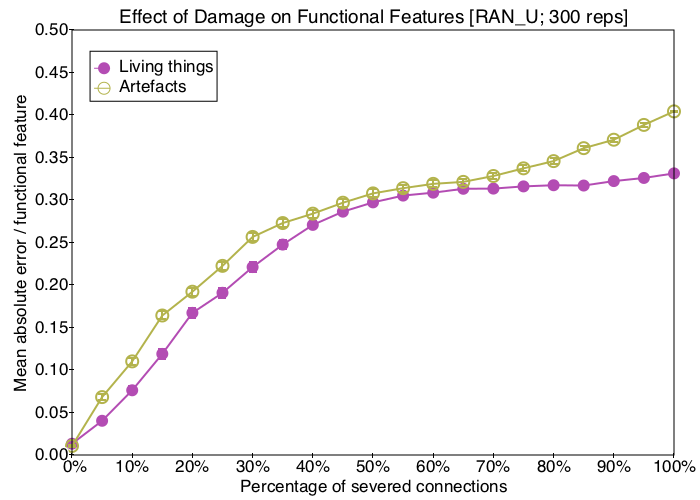 Effect of Damage on Functional Features [RAN_U; 300 reps]
0.50
0.45
0.40
0.35
0.30
0.25
0.20
0.15
0.10
0.05
0.00
Mean absolute error / functional feature
Living things
Artefacts
0% 10% 20% 30% 40% 50% 60% 70% 80% 90% 100%
Percentage of severed connections